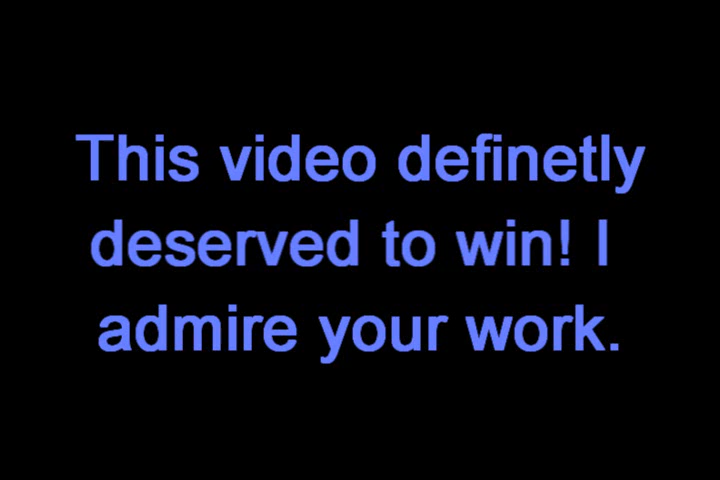 This video definetly
deserved to win! I
admire your work.